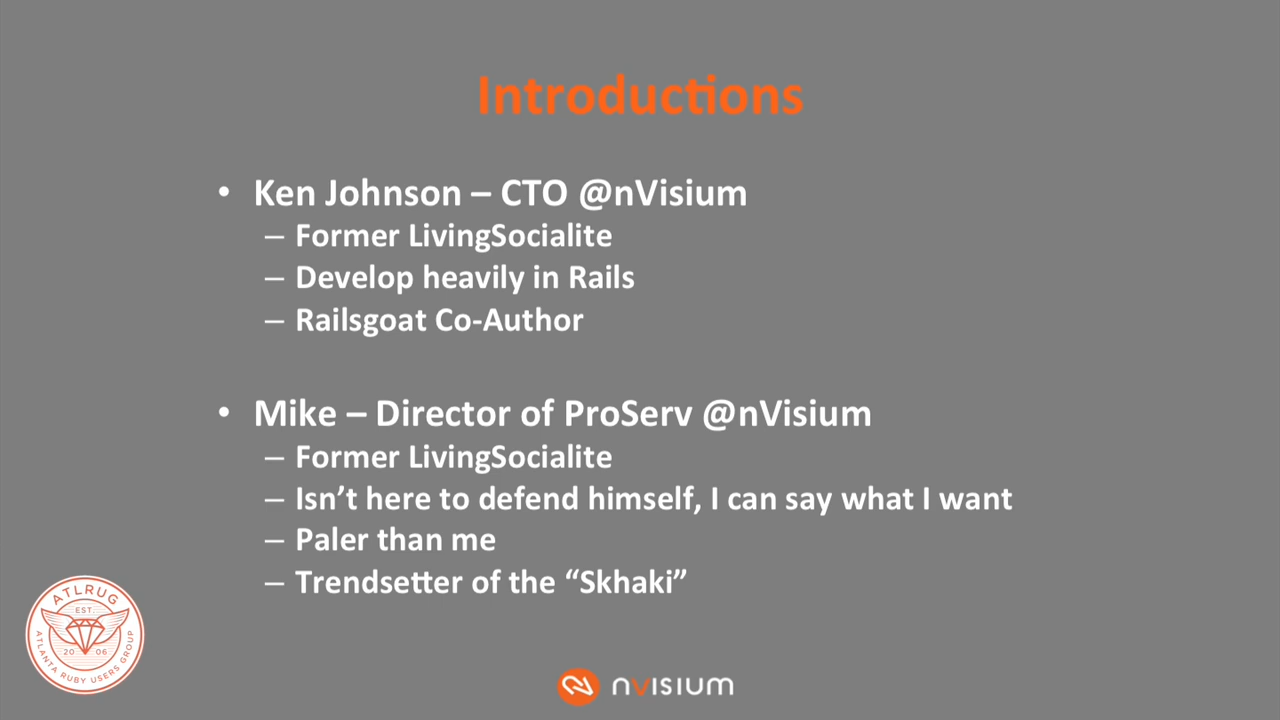 Introductions
• Ken Johnson – CTO @nVisium
– Former LivingSocialite
– Develop heavily in Rails
– Railsgoat Co-Author
• Mike – Director of ProServ @nVisium
– Former LivingSocialite
– Isn’t here to defend himself, I can say what I want
– Paler than me
– Trendsetter of the “Skhaki”
ATLRUG
EST.
20 06
ATLANTA RUBY USERS GROUP
nVISIUM